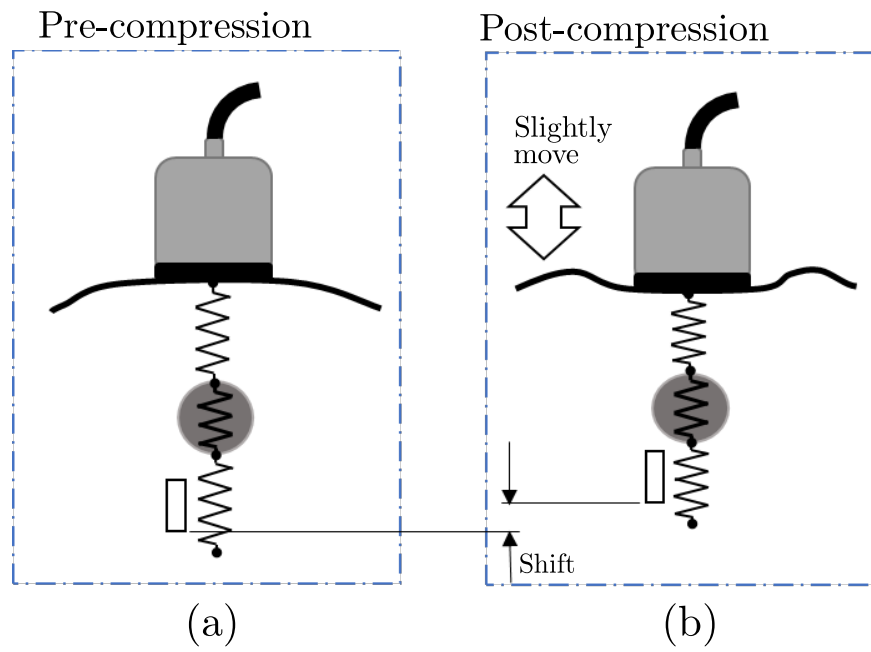 Pre-compression
Post-compression
Slightly
move
Shift
(a)
(b)